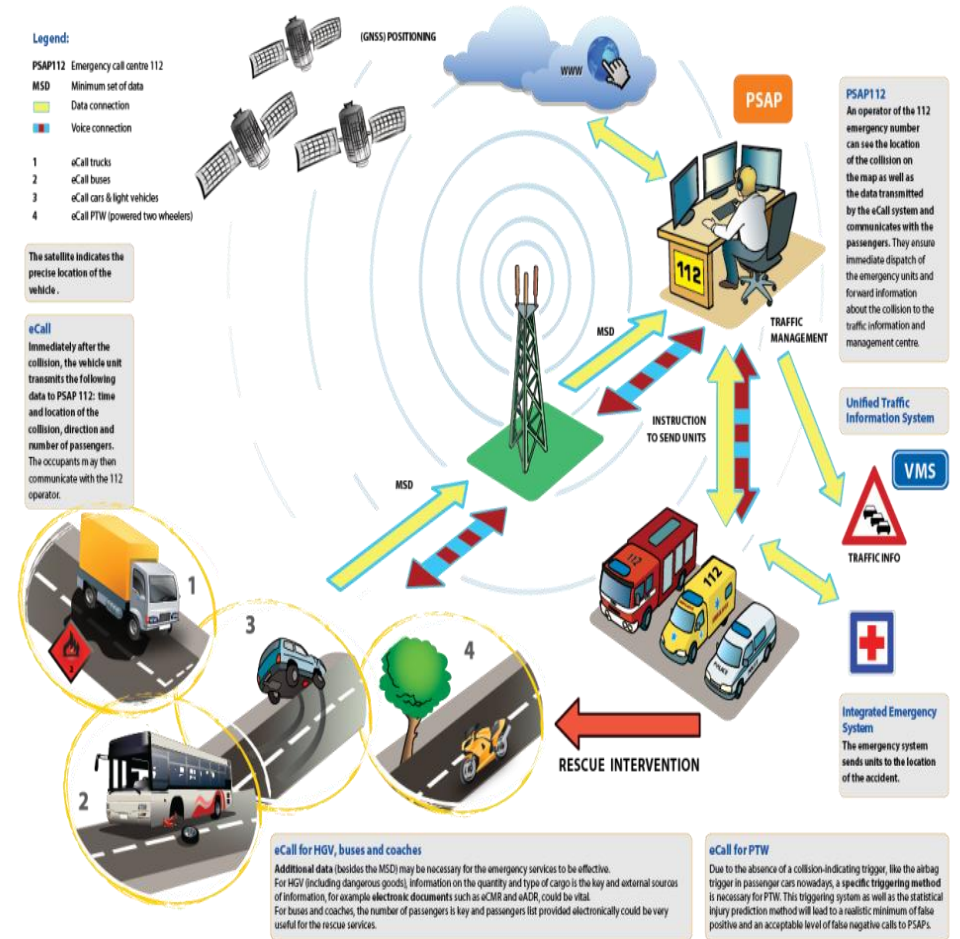 Legend:
PSAP112 Emergency call centre 112
MSD Minimum set of data
Data connection
Voice connection
1 eCall trucks
2 eCall buses
3 eCall cars & light vehicles
4 eCall PTW (powered two wheelers)
The satellite indicates the
precise location of the
vehicle .
eCall
Immediately after the
collision, the vehicle unit
transmits the following
data to PSAP 112: time
and location of the
collision, direction and
number of passengers.
The occupants may then
communicate with the 112
operator.
(GNSS) POSITIONING
WWW
PSAP
112
PSAP112
An operator of the 112
emergency number
can see the location
of the collision on
the map as well as
the data transmitted
by the eCall system and
communicates with the
passengers. They ensure
immediate dispatch of
the emergency units and
forward information
about the collision to the
traffic information and
management centre.
MSD
TRAFFIC
MANAGEMENT
INSTRUCTION
TO SEND UNITS
MSD
Unified Traffic
Information System
VMS
TRAFFIC INFO
1
3
3
4
2
112
112
POLICE
RESCUE INTERVENTION
Integrated Emergency
System
The emergency system
sends units to the location
of the accident.
eCall for HGV, buses and coaches
Additional data (besides the MSD) may be necessary for the emergency services to be effective.
For HGV (including dangerous goods), information on the quantity and type of cargo is the key and external sources
of information, for example electronic documents such as eCMR and eADR, could be vital.
For buses and coaches, the number of passengers is key and passengers list provided electronically could be very
useful for the rescue services.
eCall for PTW
Due to the absence of a collision-indicating trigger, like the airbag
trigger in passenger cars nowadays, a specific triggering method
is necessary for PTW. This triggering system as well as the statistical
injury prediction method will lead to a realistic minimum of false
positive and an acceptable level of false negative calls to PSAPs.